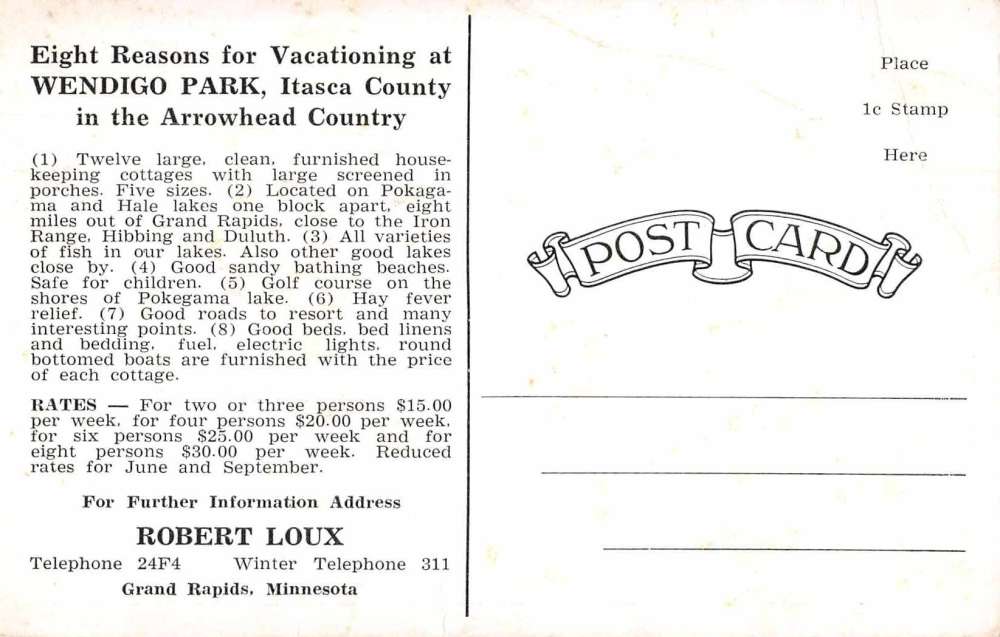 Eight Reasons for Vacationing at
WENDIGO PARK, Itasca County
in the Arrowhead Country
(1) Twelve large, clean, furnished house-
keeping cottages with large screened in
porches. Five sizes. (2) Located on Pokaga-
ma and Hale lakes one block apart, eight
miles out of Grand Rapids, close to the Iron
Range, Hibbing and Duluth. (3) All varieties
of fish in our lakes. Also other good lakes
close by. (4) Good sandy bathing beaches.
Safe for children. (5) Golf course on the
shores of Pokegama lake. (6) Hay fever
relief. (7) Good roads to resort and many
interesting points. (8) Good beds, bed linens
and bedding, fuel, electric lights, round
bottomed boats are furnished with the price
of each cottage.
RATES — For two or three persons $15.00
per week, for four persons $20.00 per week,
for six persons $25.00 per week and for
eight persons $30.00 per week. Reduced
rates for June and September.
For Further Information Address
ROBERT LOUX
Telephone 24F4 Winter Telephone 311
Grand Rapids, Minnesota
Place
1c Stamp
Here
POST CARD